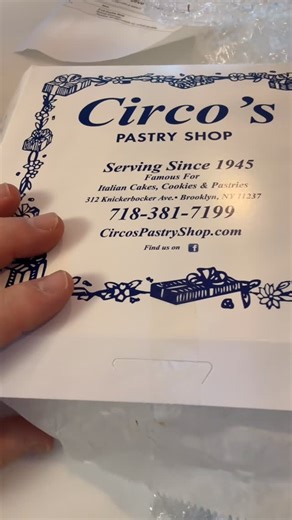 Circo's
PASTRY SHOP
Serving Since 1945
Famous For
Italian Cakes, Cookies & Pastries
312 Knickerbocker Ave.• Brooklyn, NY 11237
718-381-7199
CircosPastryShop.com
Find us on f